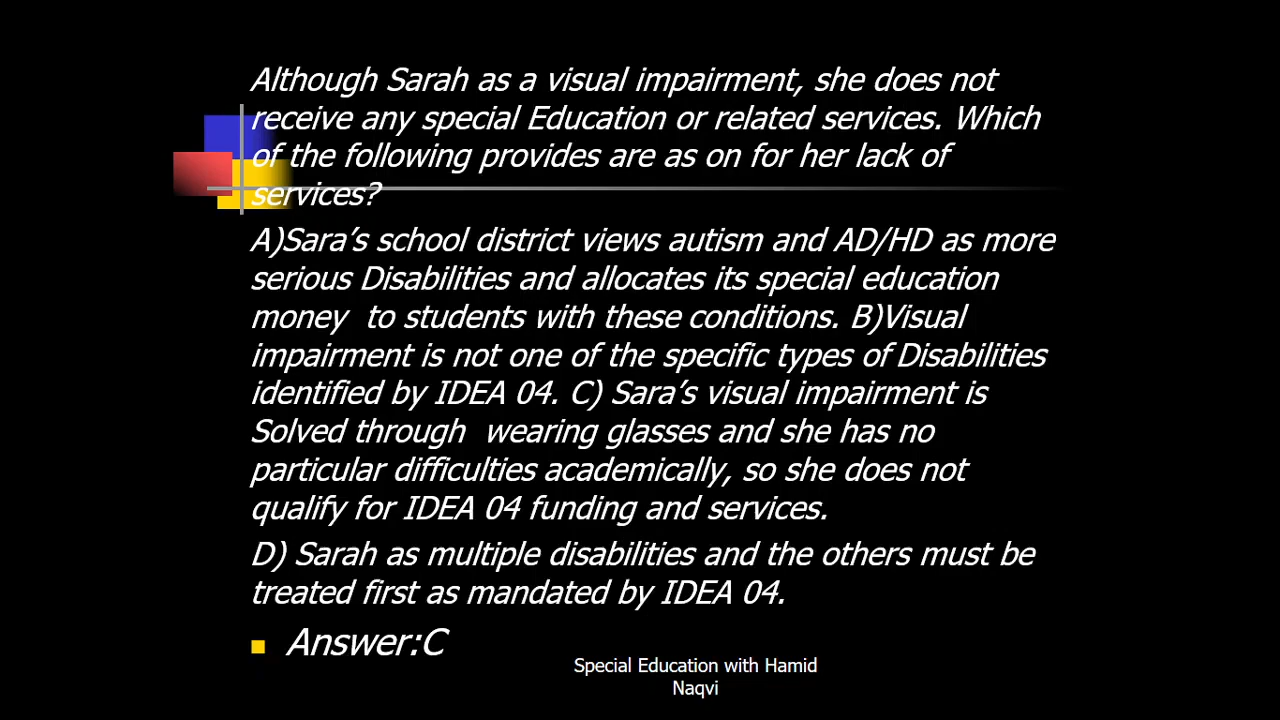 Although Sarah as a visual impairment, she does not
receive any special Education or related services. Which
of the following provides are as on for her lack of
services?
A)Sara’s school district views autism and AD/HD as more
serious Disabilities and allocates its special education
money  to students with these conditions. B)Visual
impairment is not one of the specific types of Disabilities
identified by IDEA 04. C) Sara’s visual impairment is
Solved through  wearing glasses and she has no
particular difficulties academically, so she does not
qualify for IDEA 04 funding and services.
D) Sarah as multiple disabilities and the others must be
treated first as mandated by IDEA 04.
Answer:C
Special Education with Hamid
Naqvi